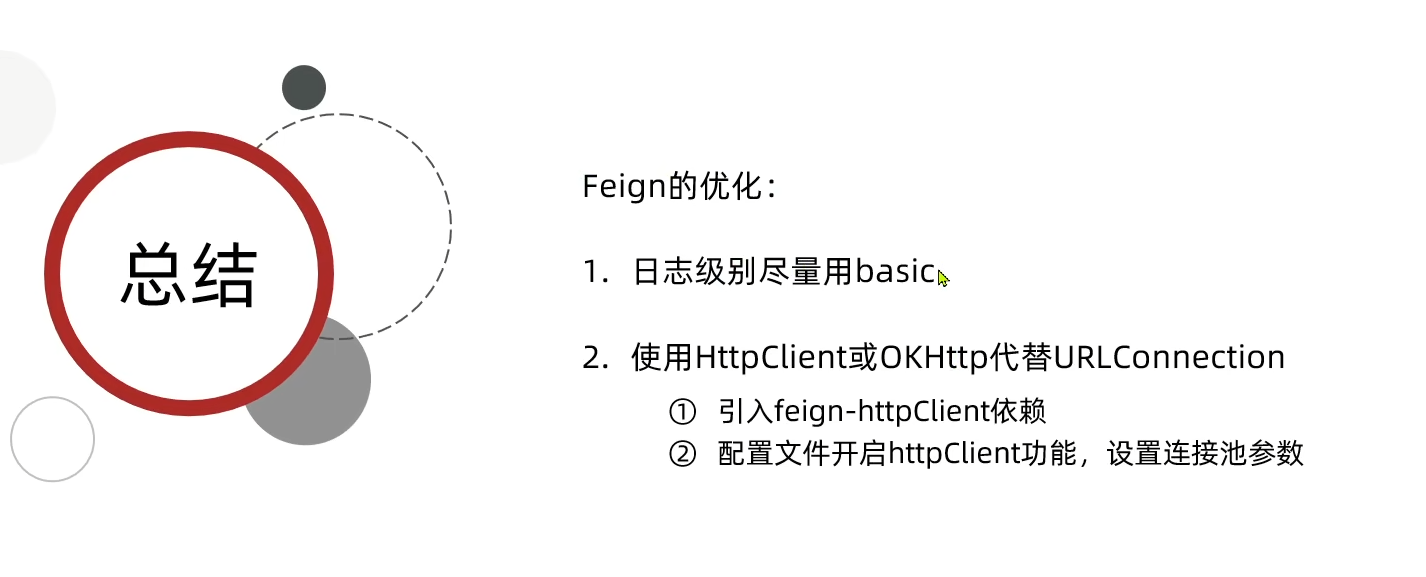 总结
Feign的优化：
1. 日志级别尽量用basic
2. 使用HttpClient或OKHttp代替URLConnection
① 引入feign-httpClient依赖
② 配置文件开启httpClient功能，设置连接池参数